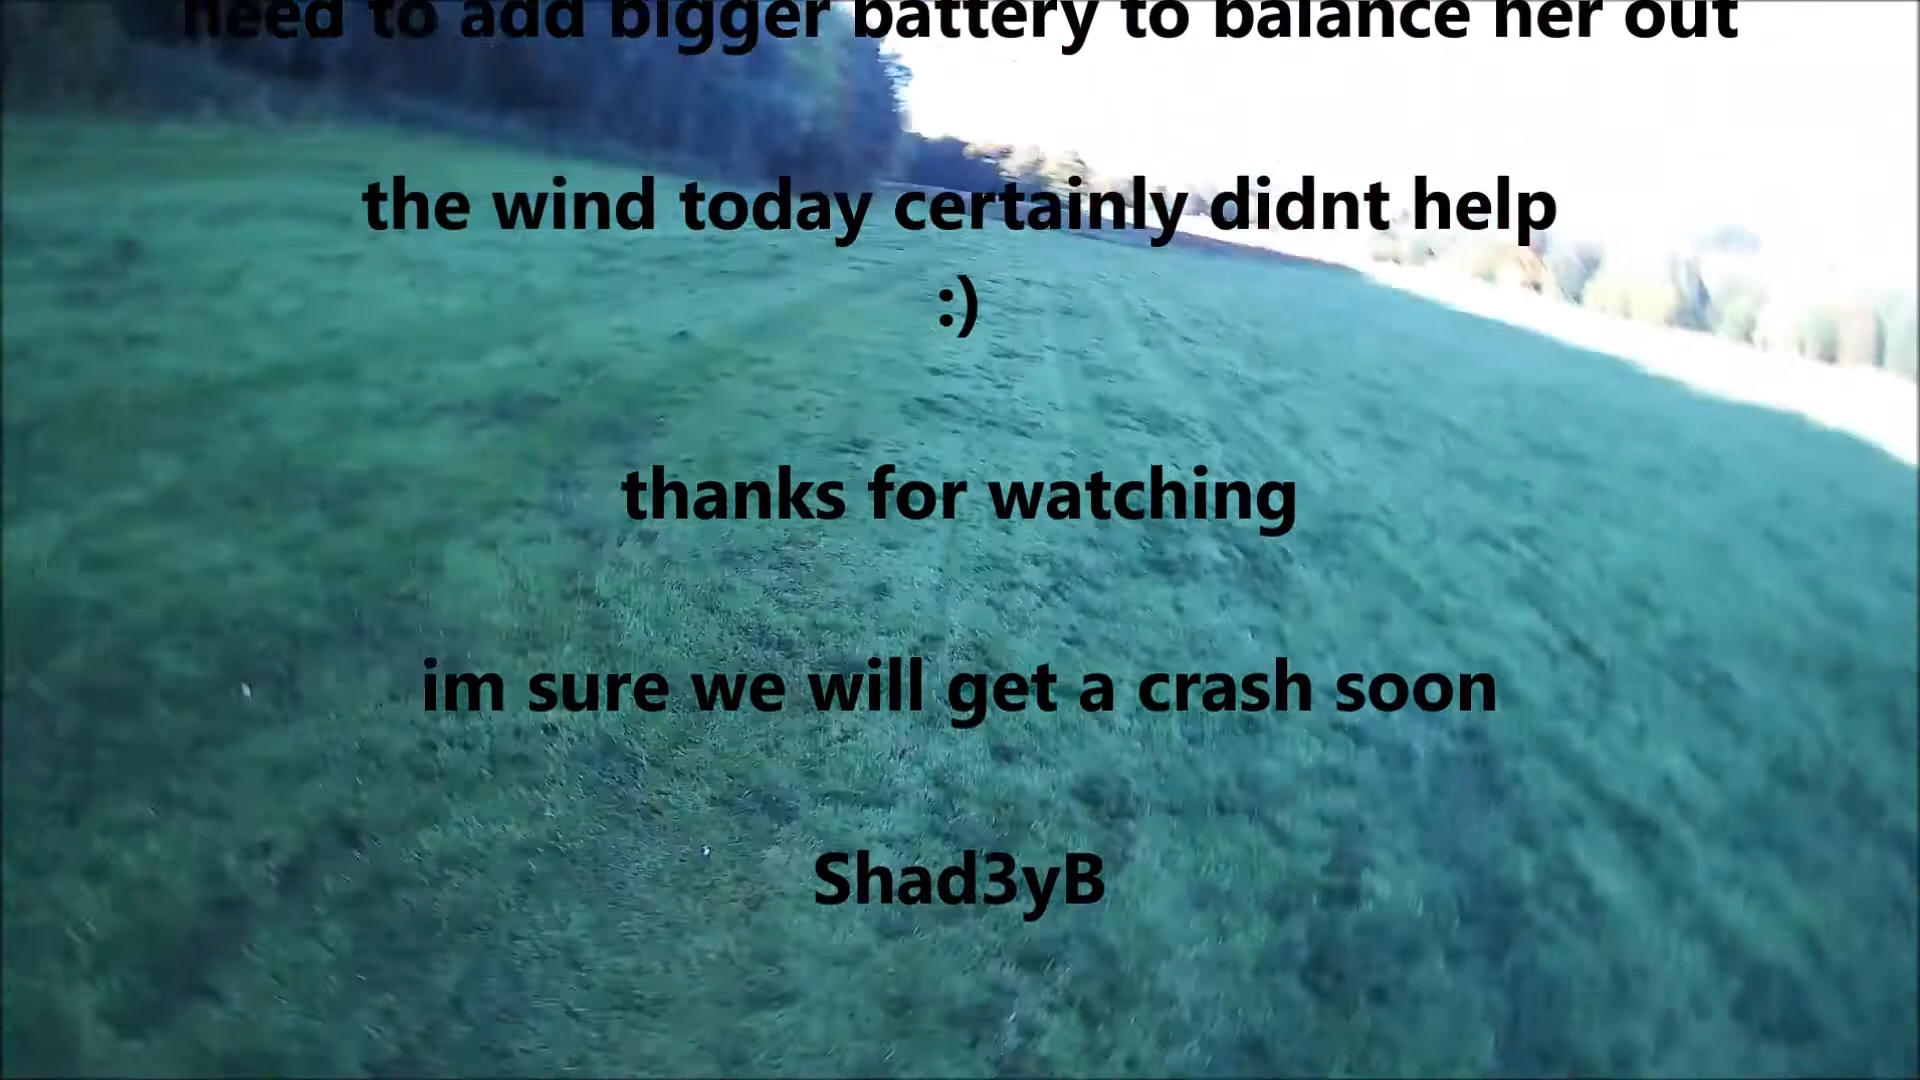 need to add bigger battery to balance her out
the wind today certainly didnt help
:)
thanks for watching
im sure we will get a crash soon
Shad3yB